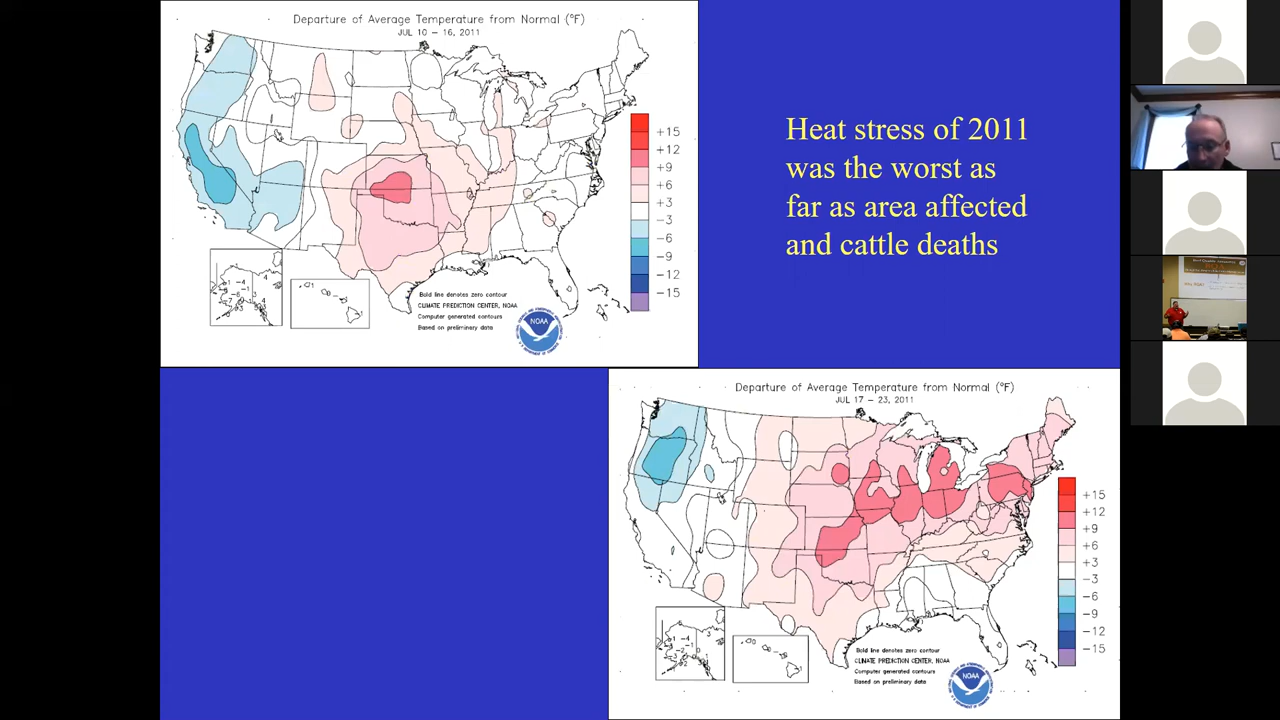 Departure of Average Temperature from Normal (°F)
JUL 10 – 16, 2011
+15
+12
+9
+6
+3
−3
−6
−9
−12
−15
Bold line denotes zero contour
CLIMATE PREDICTION CENTER, NOAA
Computer generated contours
Based on preliminary data
NOAA
Heat stress of 2011
was the worst as
far as area affected
and cattle deaths
Departure of Average Temperature from Normal (°F)
JUL 17 – 23, 2011
+15
+12
+9
+6
+3
−3
−6
−9
−12
−15
Bold line denotes zero contour
CLIMATE PREDICTION CENTER, NOAA
Computer generated contours
Based on preliminary data
NOAA